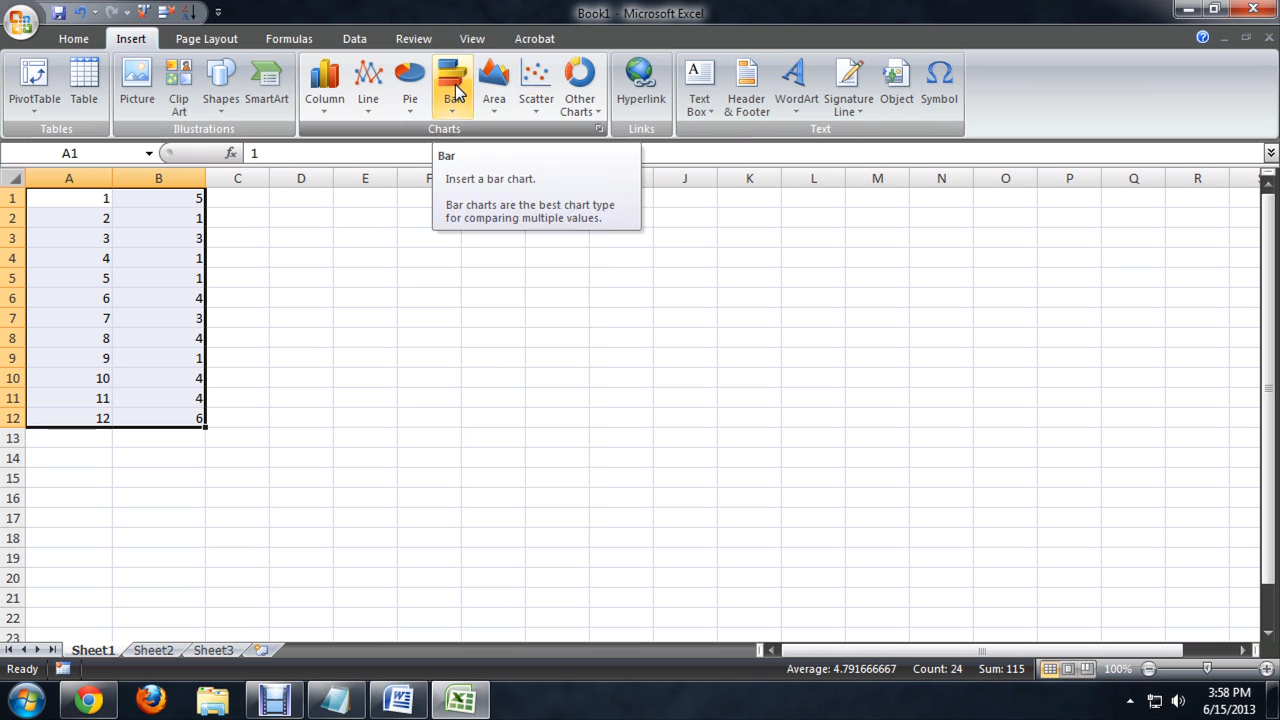 Book1 - Microsoft Excel
Home Insert Page Layout Formulas Data Review View Acrobat
PivotTable Table Picture Clip Art Shapes SmartArt Column Line Pie Bar Area Scatter Other Charts Hyperlink Text Box Header & Footer WordArt Signature Line Object Symbol
Tables Illustrations Charts Links Text
A1 fx 1
Bar
Insert a bar chart.
Bar charts are the best chart type
for comparing multiple values.
A B C D E F J K L M N O P Q R
1 1 5
2 2 1
3 3 3
4 4 1
5 5 1
6 6 4
7 7 3
8 8 4
9 9 1
10 10 4
11 11 4
12 12 6
13
14
15
16
17
18
19
20
21
22
23
Sheet1 Sheet2 Sheet3
Ready Average: 4.791666667 Count: 24 Sum: 115 100%
3:58 PM
6/15/2013